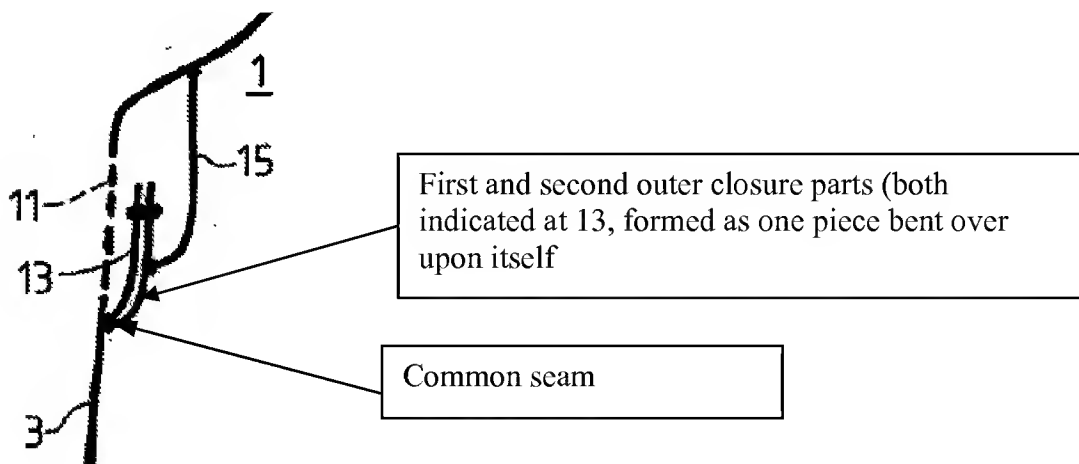 1
15
11
13
3
First and second outer closure parts (both
indicated at 13, formed as one piece bent over
upon itself
Common seam